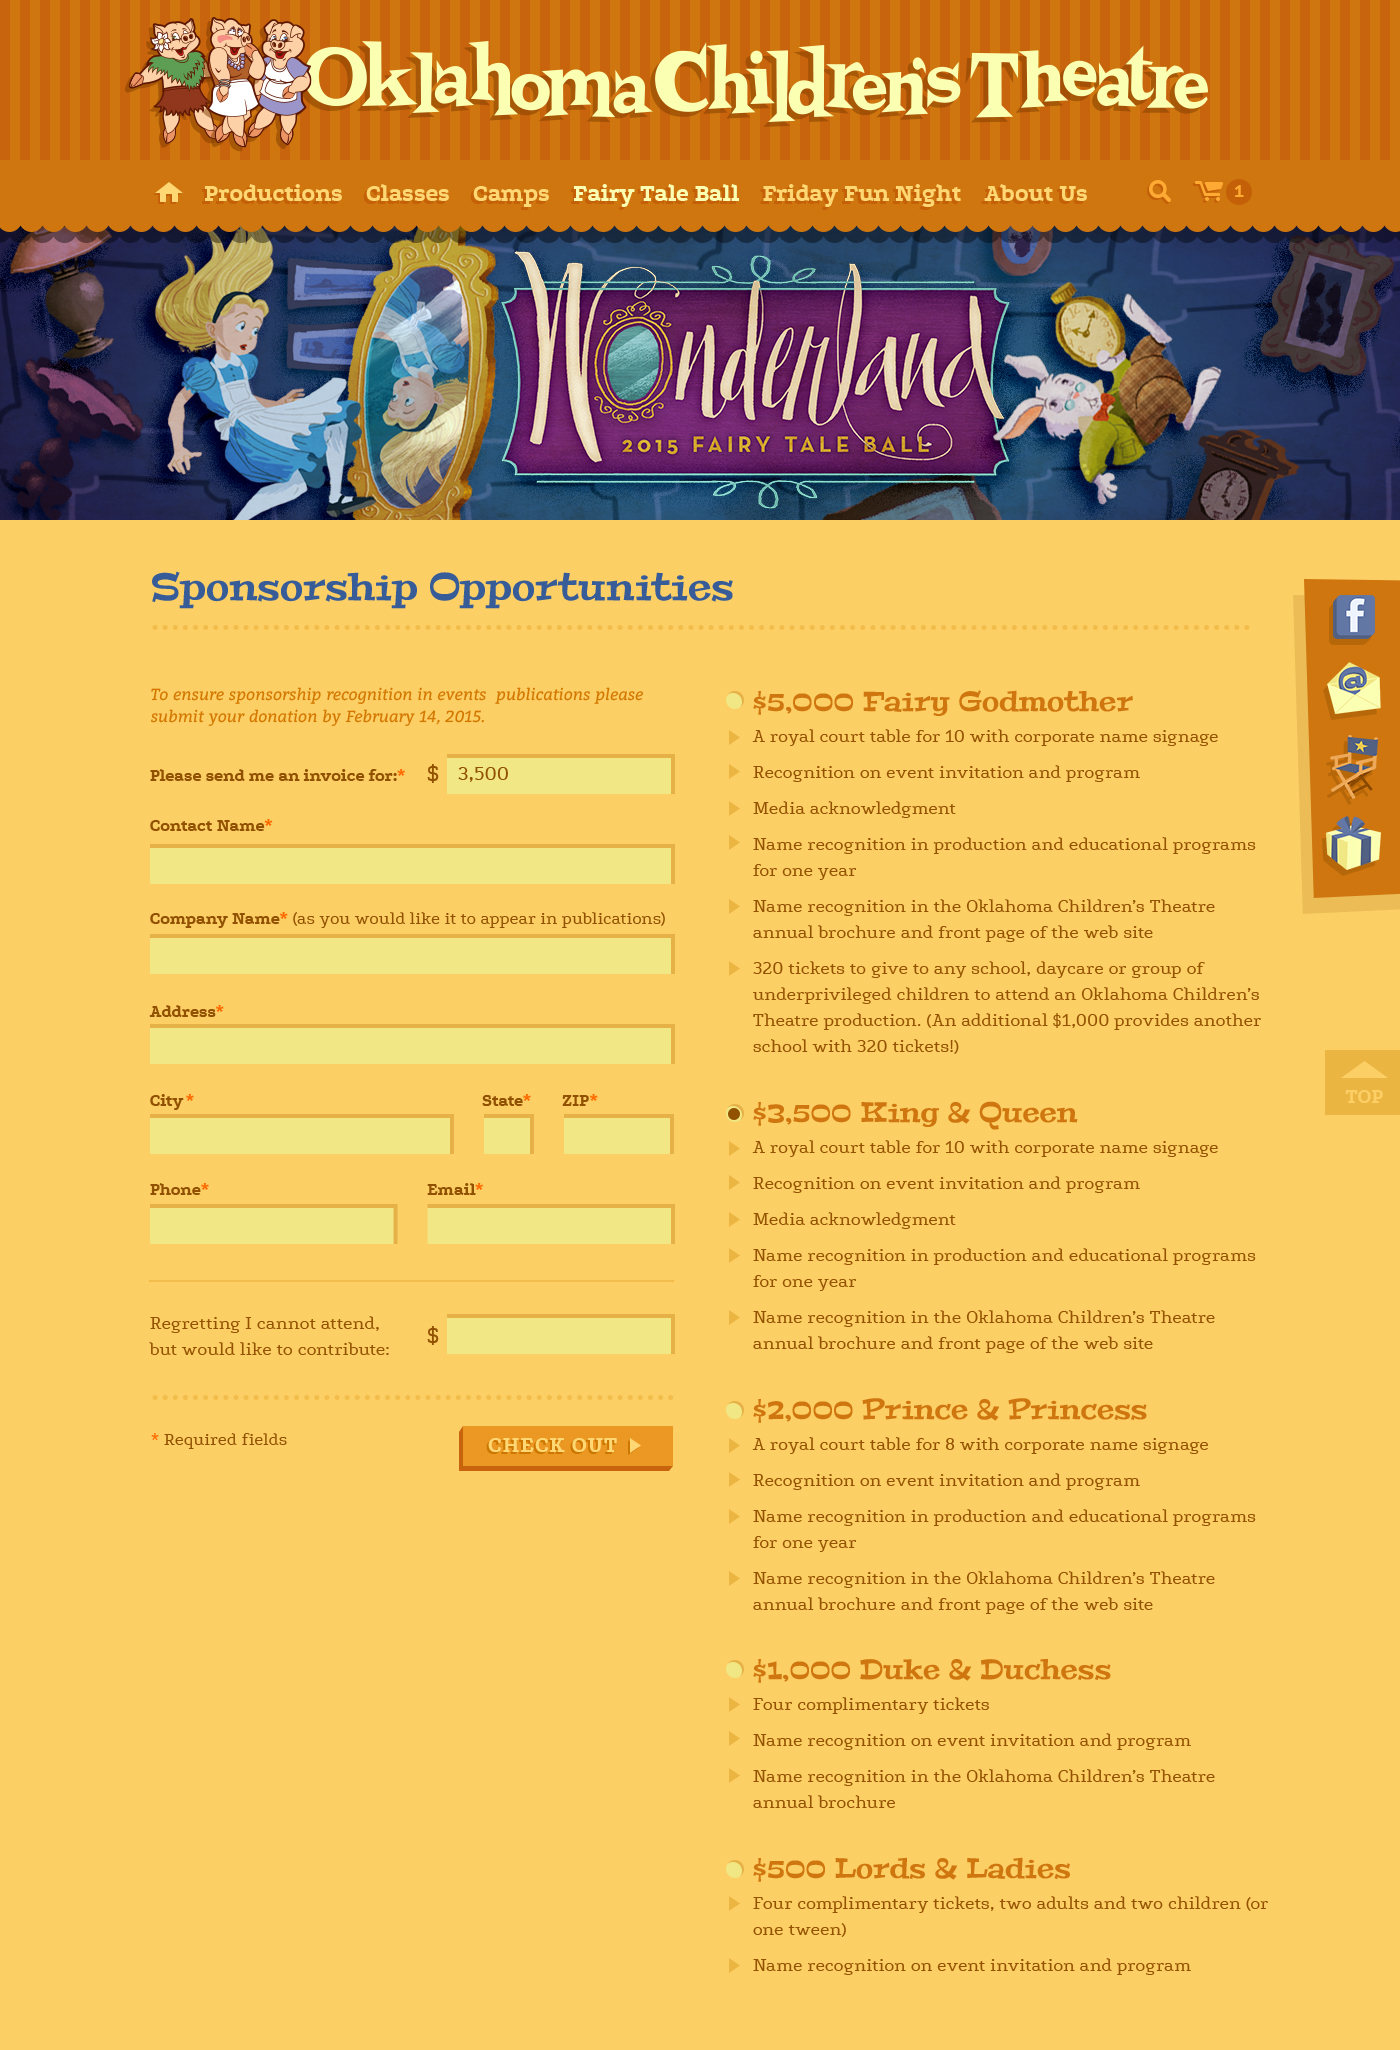 Oklahoma Children's Theatre
Productions Classes Camps Fairy Tale Ball Friday Fun Night About Us 1
Wonderland
2015 FAIRY TALE BALL
Sponsorship Opportunities
To ensure sponsorship recognition in events  publications please
submit your donation by February 14, 2015.
Please send me an invoice for:* $ 3,500
Contact Name*
Company Name* (as you would like it to appear in publications)
Address*
City* State* ZIP*
Phone* Email*
Regretting I cannot attend,
but would like to contribute: $
* Required fields
CHECK OUT
$5,000 Fairy Godmother
A royal court table for 10 with corporate name signage
Recognition on event invitation and program
Media acknowledgment
Name recognition in production and educational programs
for one year
Name recognition in the Oklahoma Children's Theatre
annual brochure and front page of the web site
320 tickets to give to any school, daycare or group of
underprivileged children to attend an Oklahoma Children's
Theatre production. (An additional $1,000 provides another
school with 320 tickets!)
$3,500 King & Queen
A royal court table for 10 with corporate name signage
Recognition on event invitation and program
Media acknowledgment
Name recognition in production and educational programs
for one year
Name recognition in the Oklahoma Children's Theatre
annual brochure and front page of the web site
$2,000 Prince & Princess
A royal court table for 8 with corporate name signage
Recognition on event invitation and program
Name recognition in production and educational programs
for one year
Name recognition in the Oklahoma Children's Theatre
annual brochure and front page of the web site
$1,000 Duke & Duchess
Four complimentary tickets
Name recognition on event invitation and program
Name recognition in the Oklahoma Children's Theatre
annual brochure
$500 Lords & Ladies
Four complimentary tickets, two adults and two children (or
one tween)
Name recognition on event invitation and program
f
@
TOP